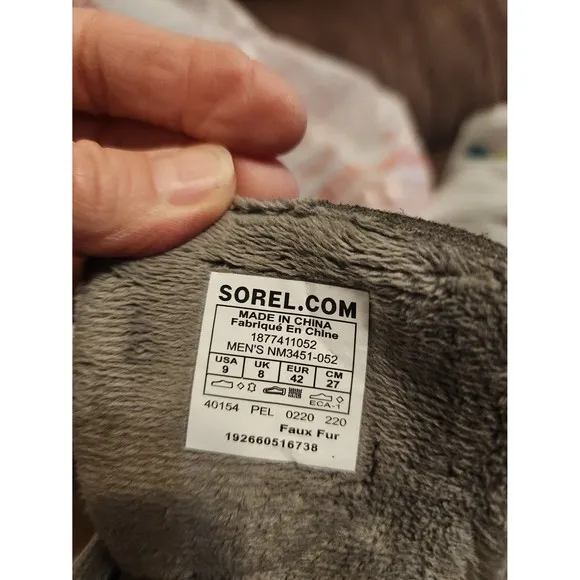 SOREL.COM
MADE IN CHINA
Fabriqué En Chine
1877411052
MEN'S NM3451-052
USA UK EUR CM
9 8 42 27
ECA-1
40154 PEL 0220 220
Faux Fur
192660516738